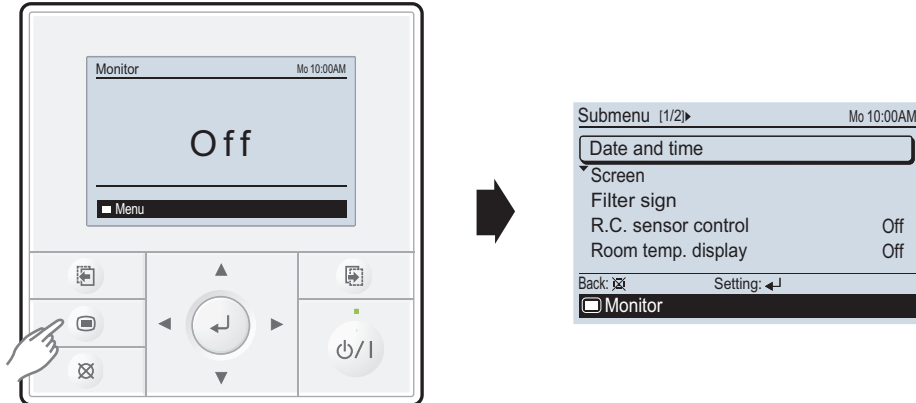 Monitor Mo 10:00AM
Off
Menu
Submenu [1/2] Mo 10:00AM
Date and time
Screen
Filter sign
R.C. sensor control Off
Room temp. display Off
Back: Setting:
Monitor